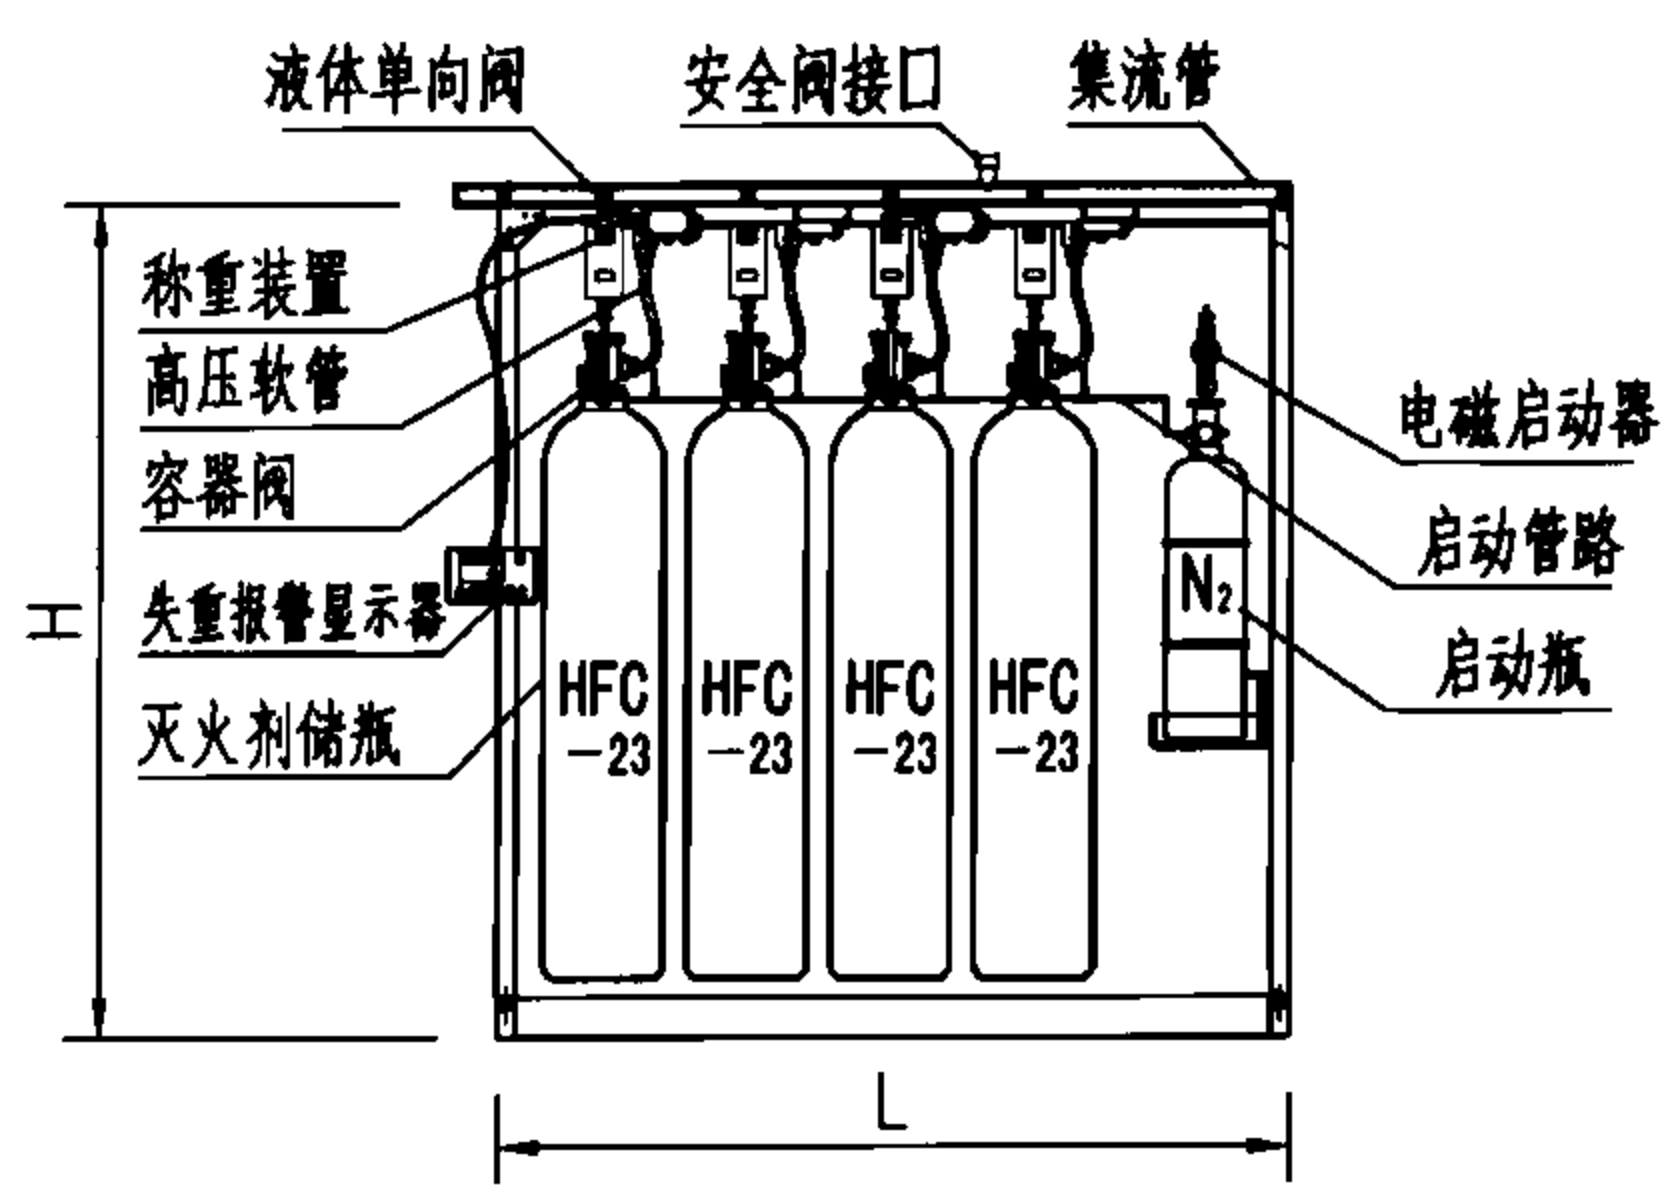 液体单向阀
安全阀接口
集流管
称重装置
高压软管
容器阀
失重报警显示器
灭火剂储瓶
电磁启动器
启动管路
启动瓶
H
HFC
-23
HFC
-23
HFC
-23
HFC
-23
N₂
L